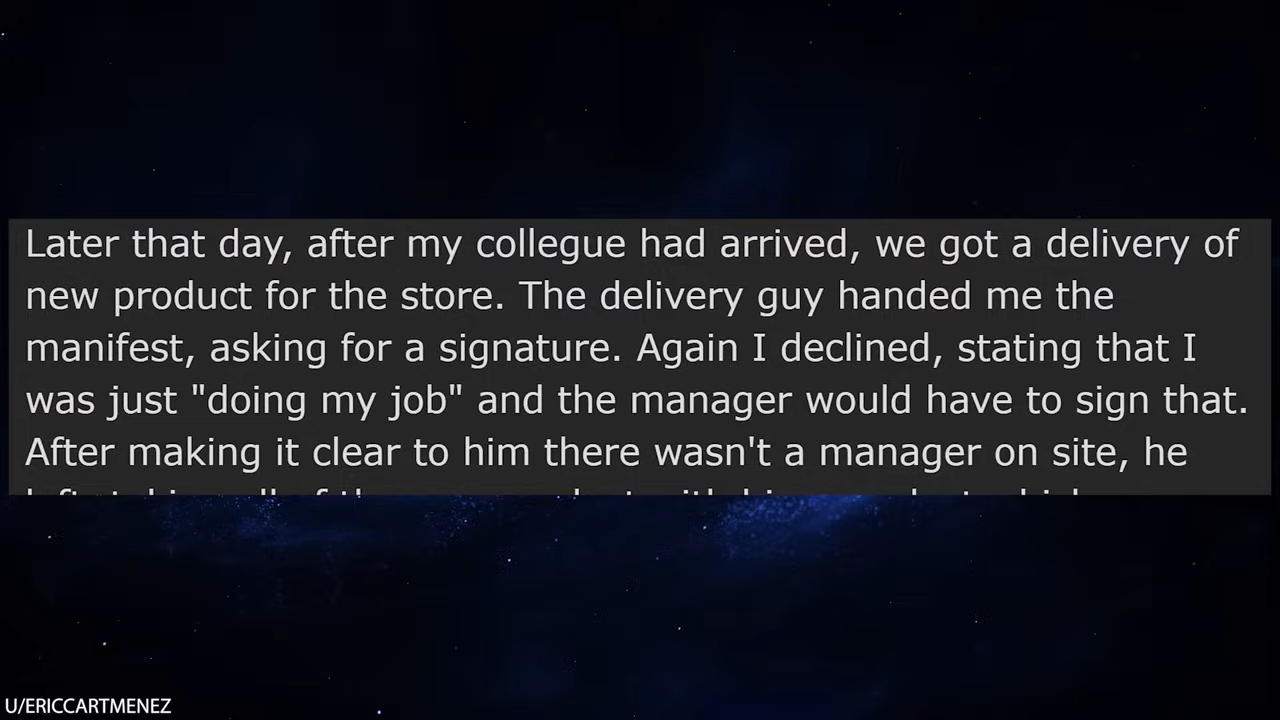 Later that day, after my collegue had arrived, we got a delivery of
new product for the store. The delivery guy handed me the
manifest, asking for a signature. Again I declined, stating that I
was just "doing my job" and the manager would have to sign that.
After making it clear to him there wasn't a manager on site, he
U/ERICCARTMENEZ